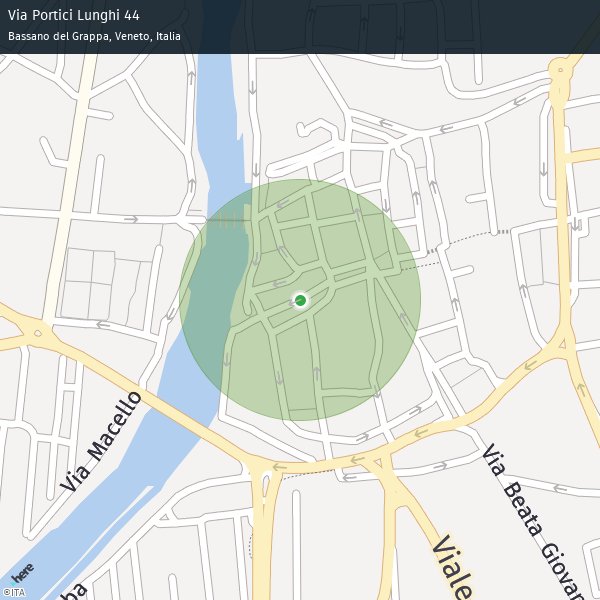 Via Portici Lunghi 44
Bassano del Grappa, Veneto, Italia
Via Macello
Via Beata Giovan
Viale
ba
here
©ITA